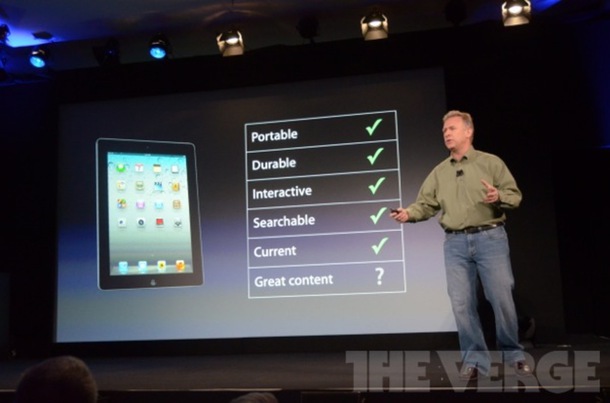 Portable ✓
Durable ✓
Interactive ✓
Searchable ✓
Current ✓
Great content ?
THE VERGE